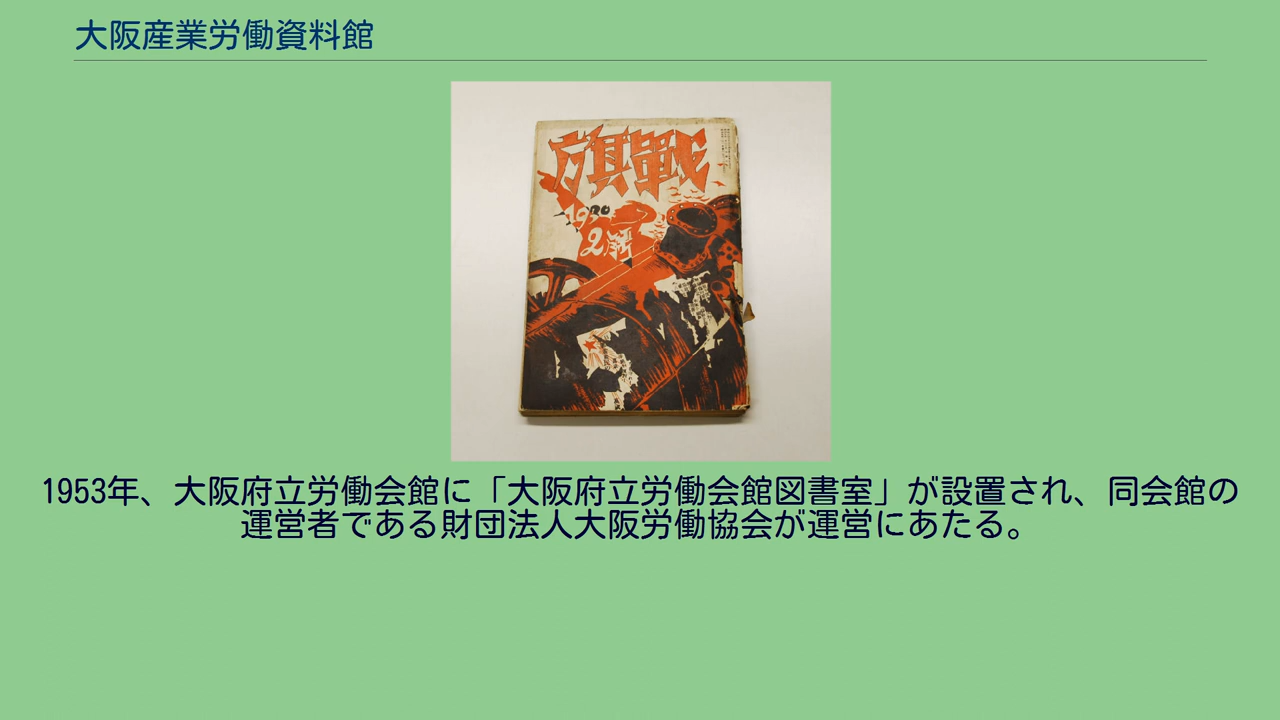 大阪産業労働資料館
旗戰
1930
2月
1953年、大阪府立労働会館に「大阪府立労働会館図書室」が設置され、同会館の
運営者である財団法人大阪労働協会が運営にあたる。